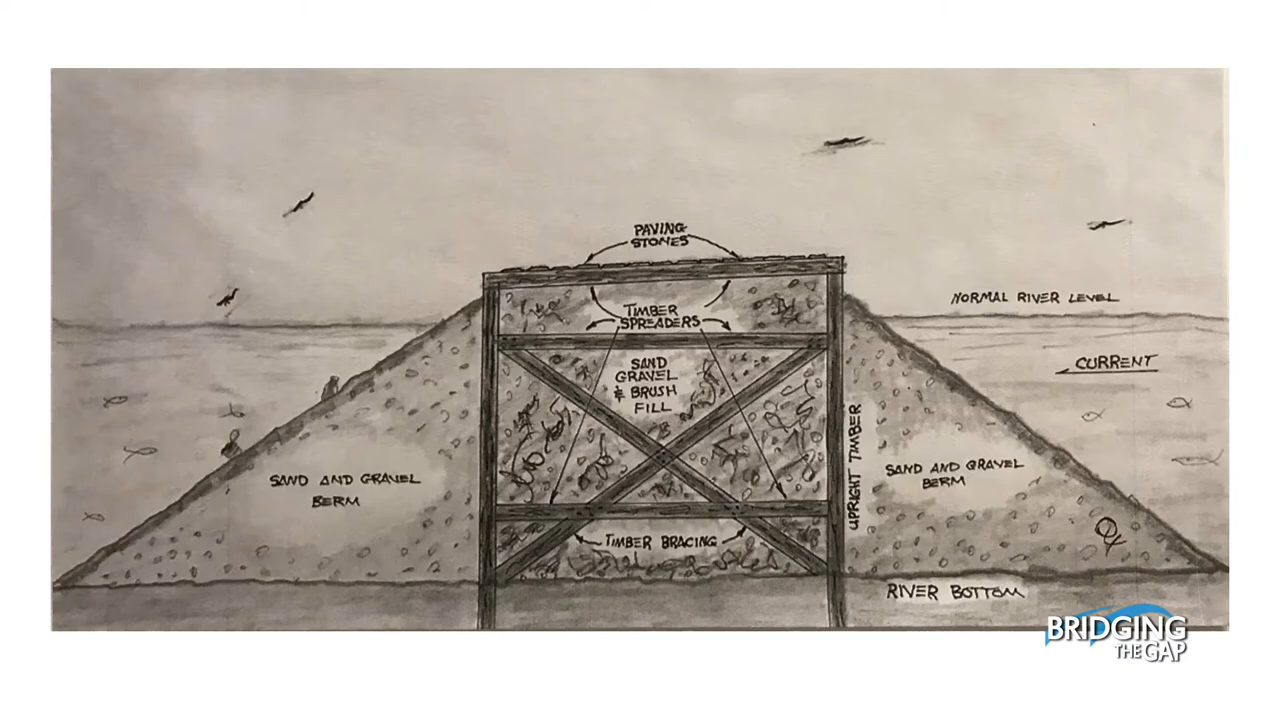 PAVING
STONES
NORMAL RIVER LEVEL
TIMBER
SPREADERS
CURRENT
SAND
GRAVEL
& BRUSH
FILL
UPRIGHT TIMBER
SAND AND GRAVEL
BERM
SAND AND GRAVEL
BERM
TIMBER BRACING
RIVER BOTTOM
BRIDGING
THE GAP